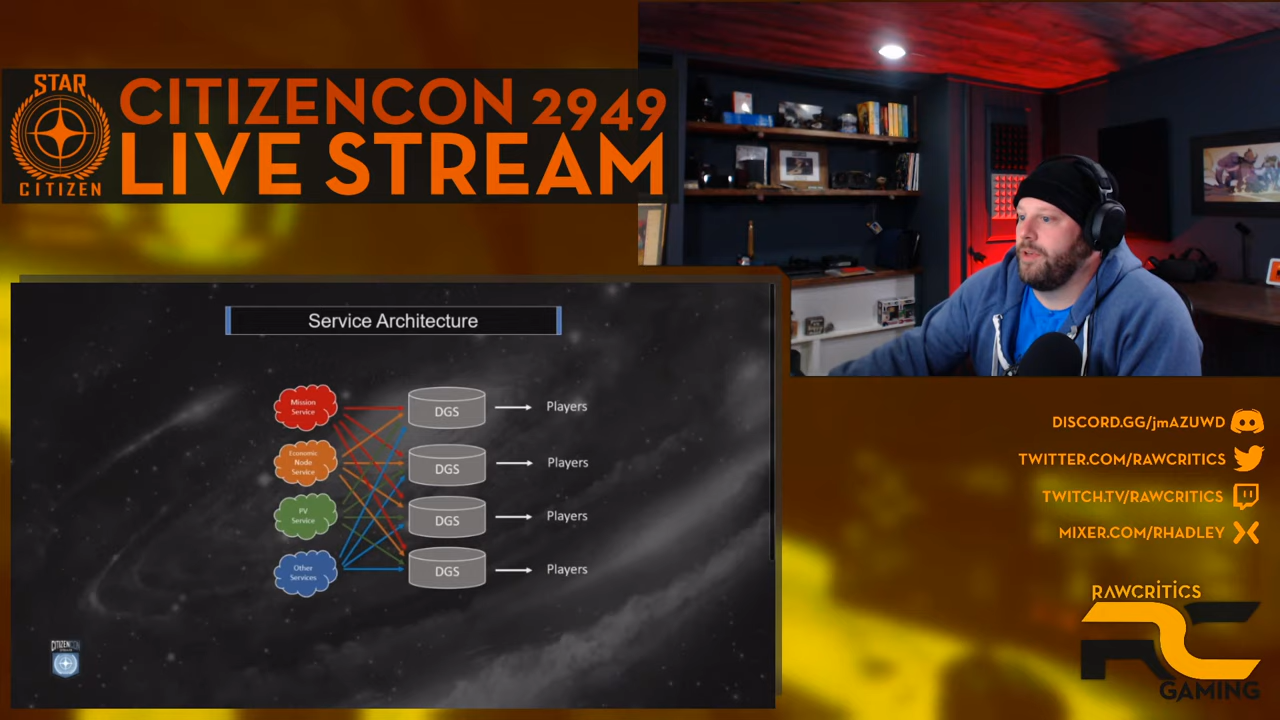 STAR
CITIZEN
CITIZENCON 2949
LIVE STREAM
Service Architecture
Mission
Service
DGS
Players
Economic
Node
Service
DGS
Players
PV
Service
DGS
Players
Other
Services
DGS
Players
CITIZENCON
DISCORD.GG/jmAZUWD
TWITTER.COM/RAWCRITICS
TWITCH.TV/RAWCRITICS
MIXER.COM/RHADLEY
RAWCRITICS
RC
GAMING